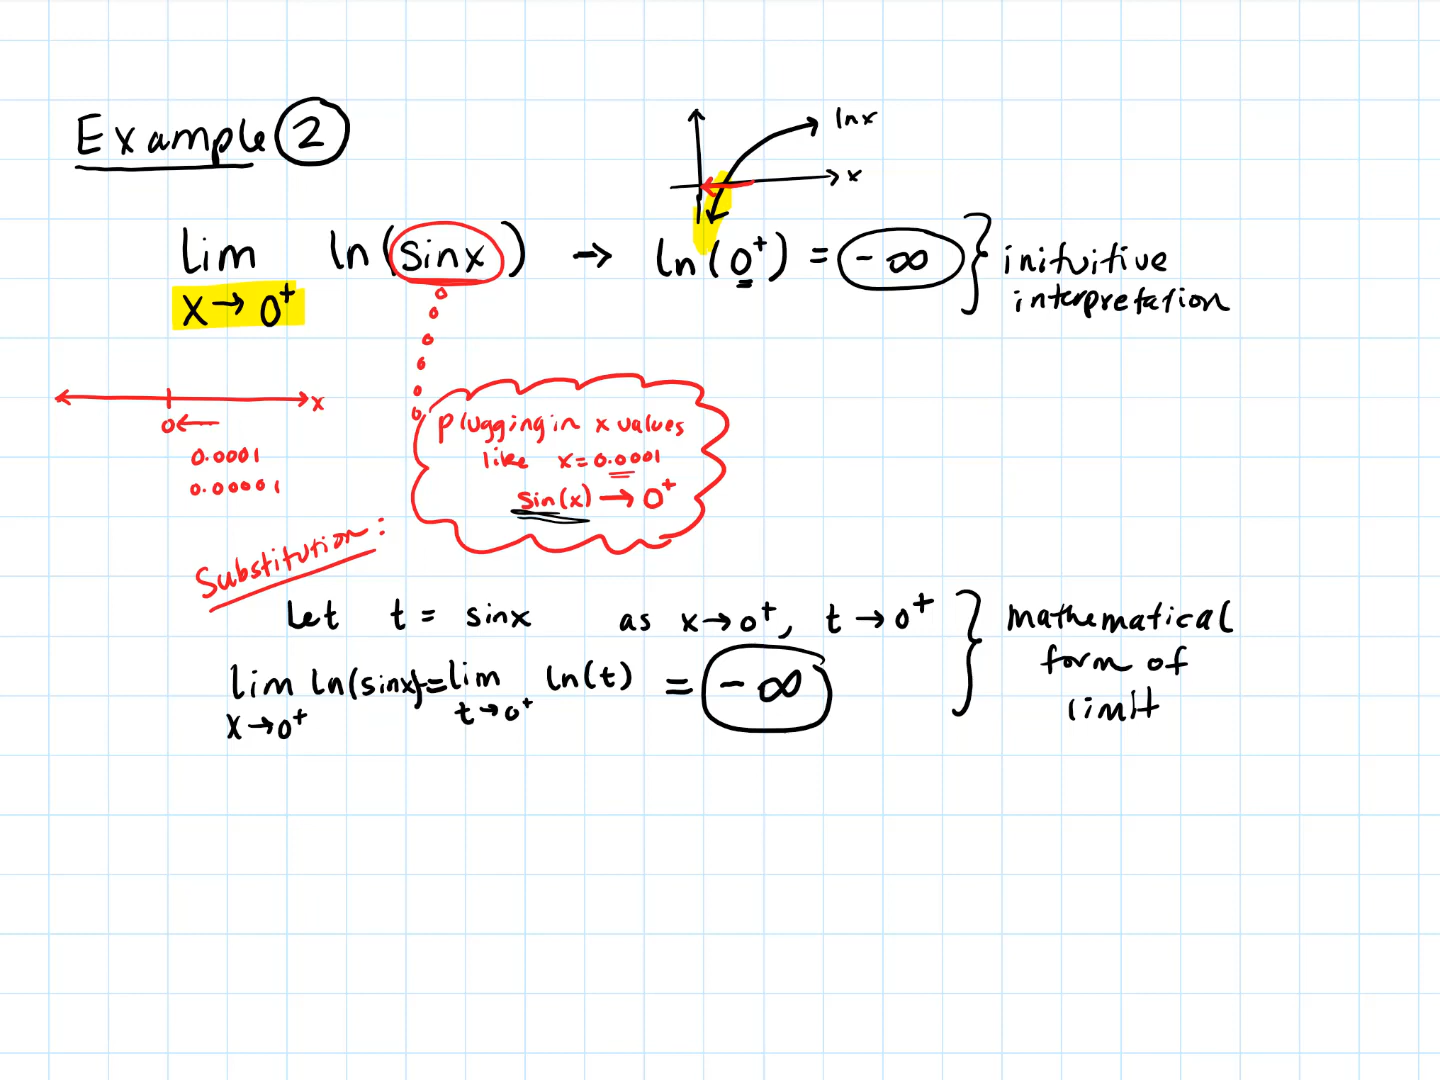 Example 2
lnx
x
lim x→0⁺ ln(sinx) → ln(0⁺) = -∞ } inituitive
interpretation
x
0←
0.0001
0.00001
plugging in x values
like x=0.0001
sin(x) → 0⁺
Substitution:
Let t = sinx as x→0⁺, t→0⁺ } mathematical
form of
limit
lim x→0⁺ ln(sinx) = lim t→0⁺ ln(t) = -∞